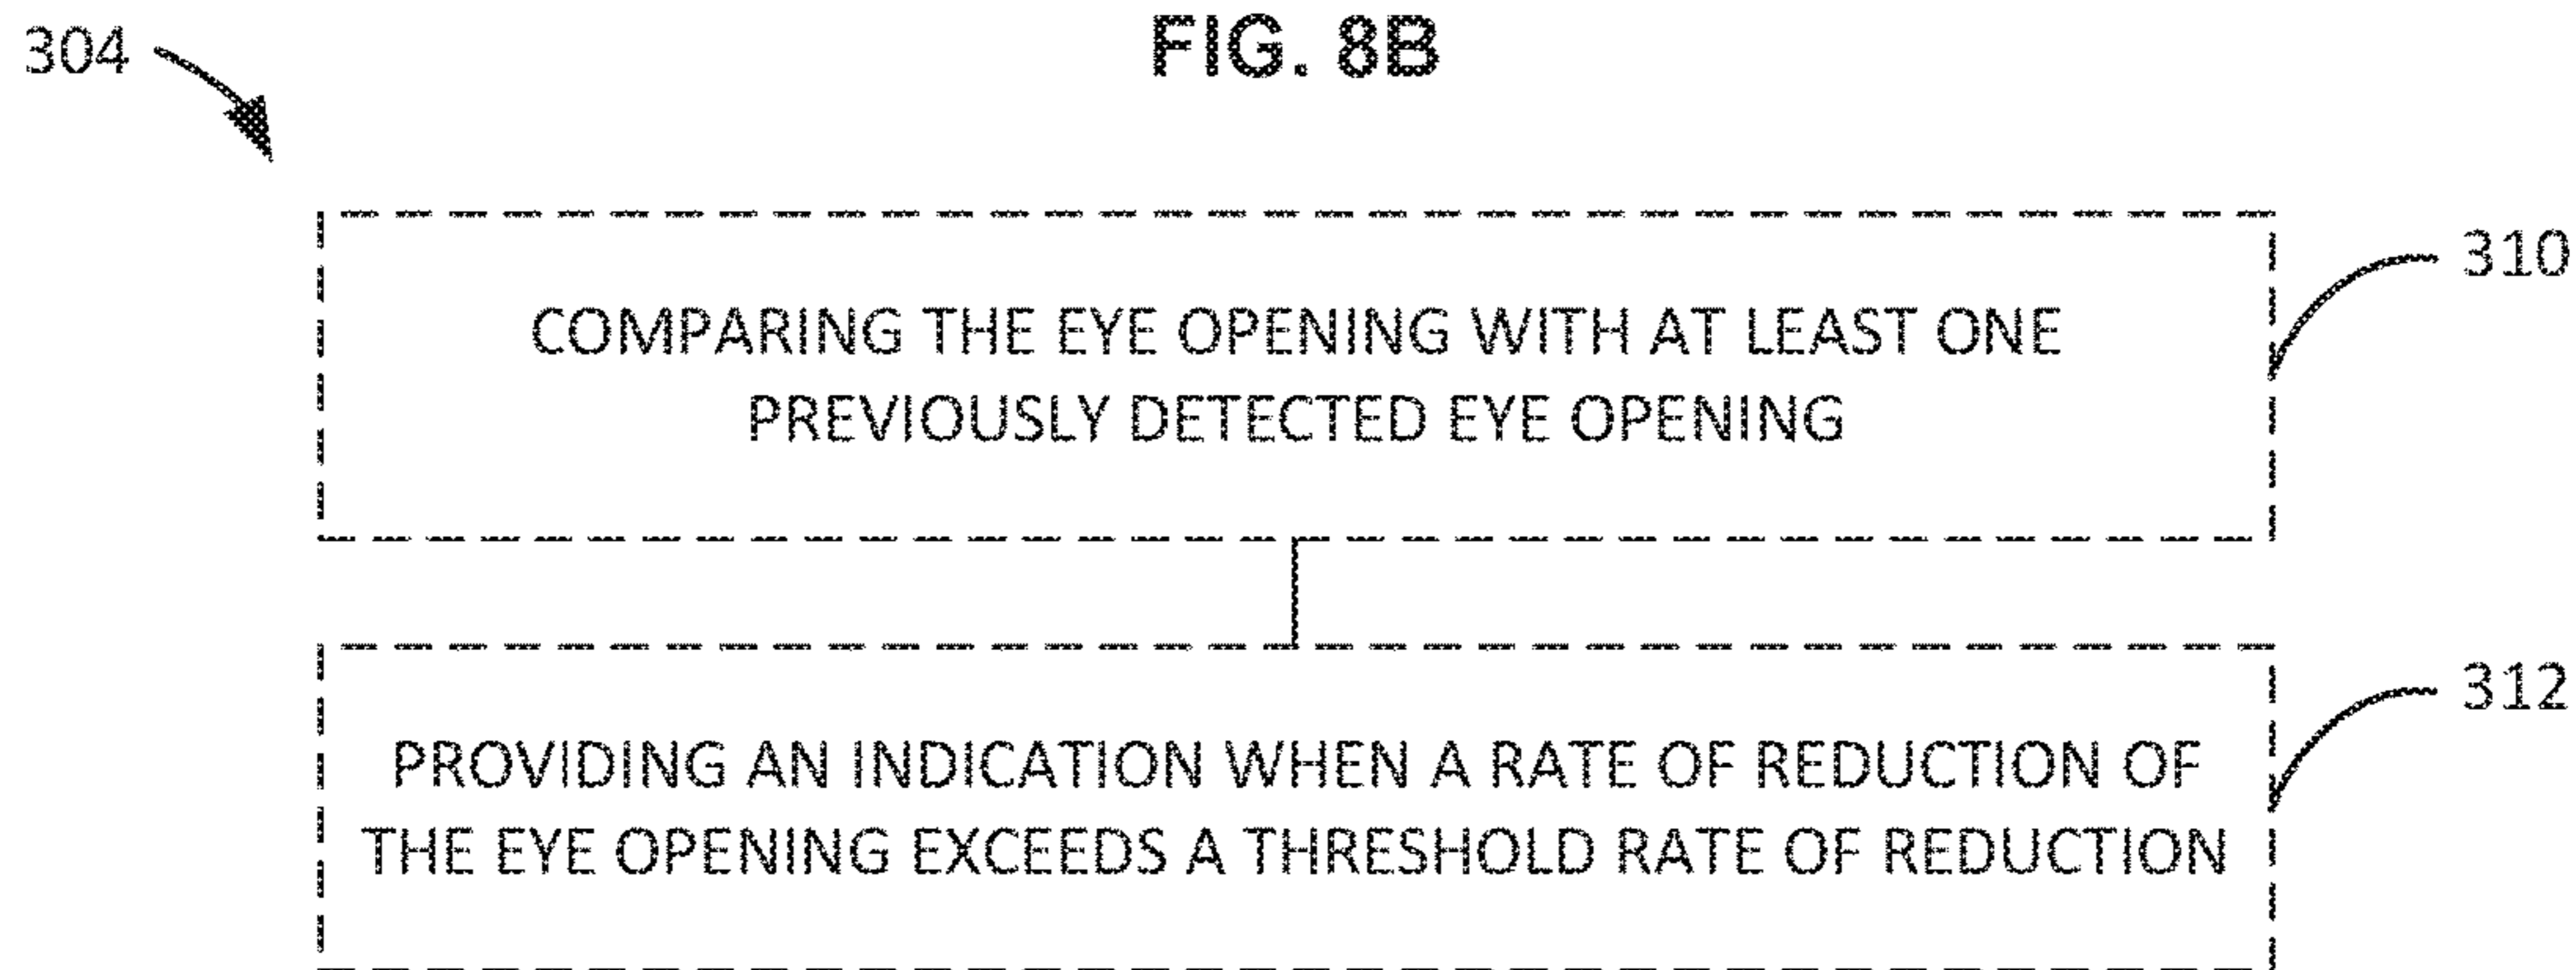 FIG. 8B
304
310
COMPARING THE EYE OPENING WITH AT LEAST ONE
PREVIOUSLY DETECTED EYE OPENING
312
PROVIDING AN INDICATION WHEN A RATE OF REDUCTION OF
THE EYE OPENING EXCEEDS A THRESHOLD RATE OF REDUCTION